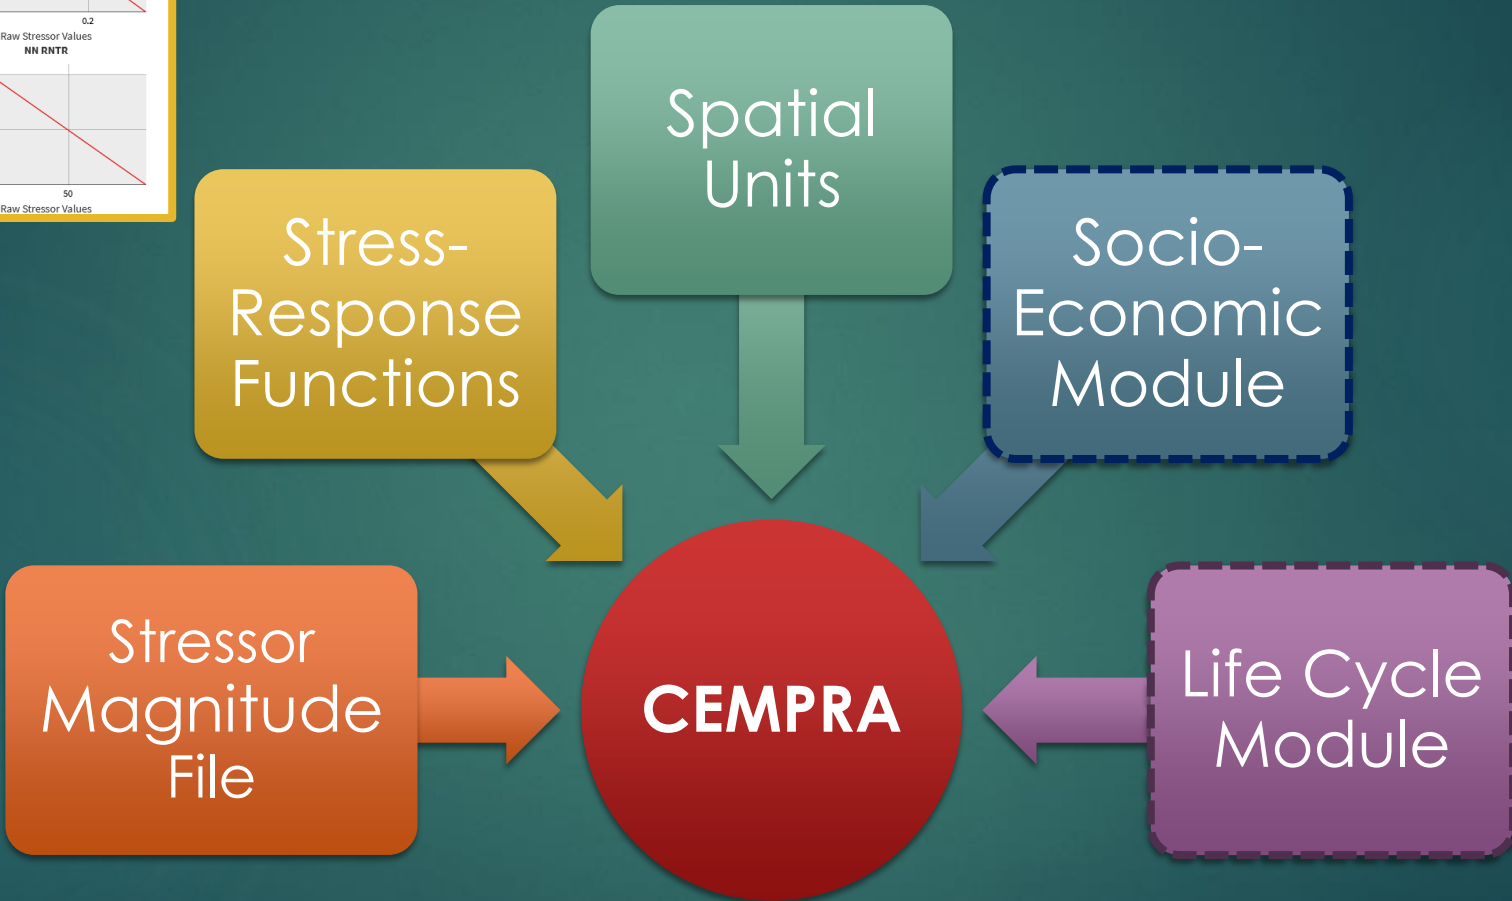 0.2
Raw Stressor Values
NN RNTR
50
Raw Stressor Values
Spatial
Units
Stress-
Response
Functions
Socio-
Economic
Module
Stressor
Magnitude
File
CEMPRA
Life Cycle
Module